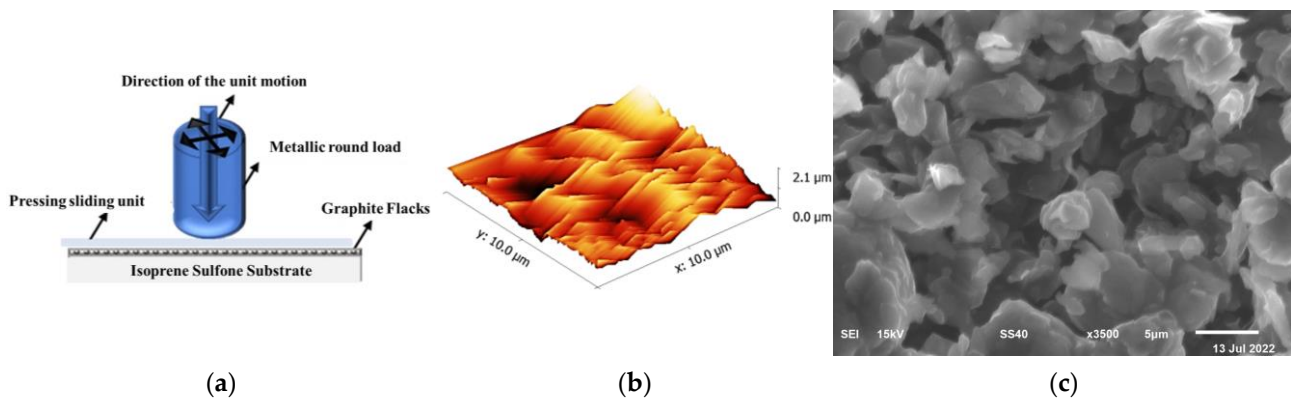 Direction of the unit motion
Metallic round load
Pressing sliding unit
Graphite Flacks
Isoprene Sulfone Substrate
(a)
2.1 µm
0.0 µm
y: 10.0 µm
x: 10.0 µm
(b)
SEI 15kV SS40 x3500 5µm
13 Jul 2022
(c)